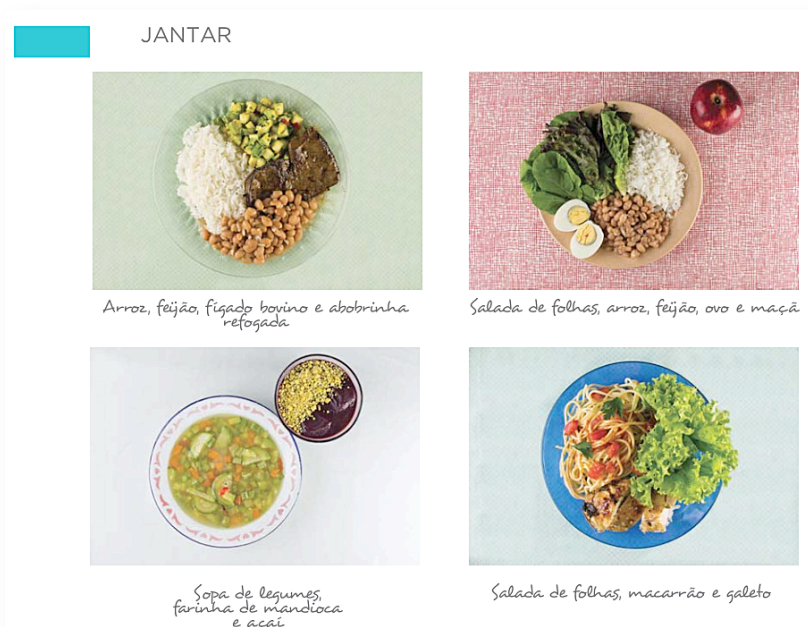 JANTAR
Arroz, feijão, fígado bovino e abobrinha
refogada
Salada de folhas, arroz, feijão, ovo e maçã
Sopa de legumes,
farinha de mandioca
e açaí
Salada de folhas, macarrão e galeto